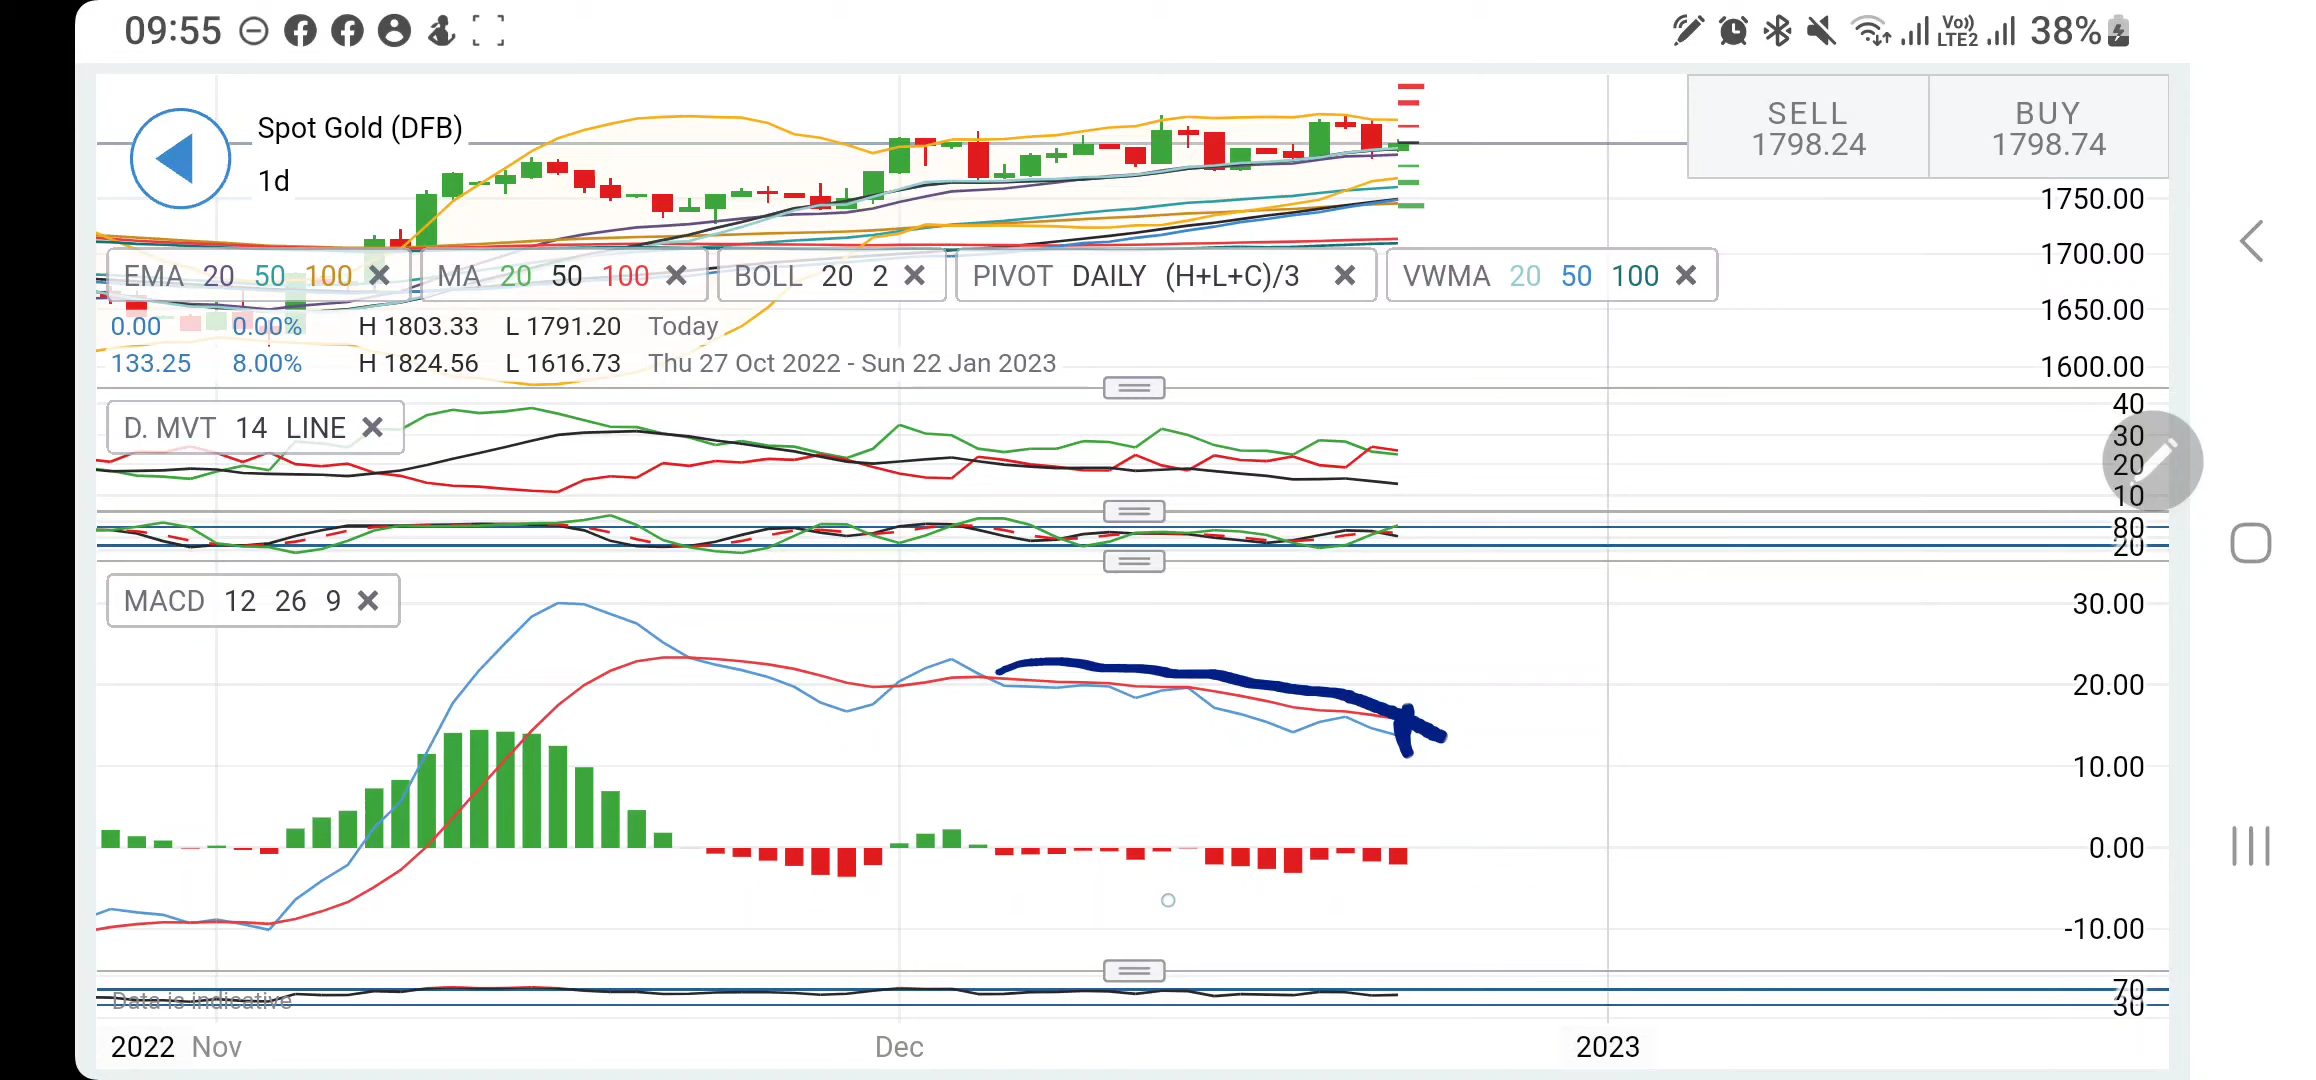 09:55 Vo)) LTE2 38%
Spot Gold (DFB)
1d
SELL BUY
1798.24 1798.74
1750.00
1700.00
EMA 20 50 100 MA 20 50 100 BOLL 20 2 PIVOT DAILY (H+L+C)/3 VWMA 20 50 100
1650.00
0.00 0.00% H 1803.33 L 1791.20 Today
133.25 8.00% H 1824.56 L 1616.73 Thu 27 Oct 2022 - Sun 22 Jan 2023
1600.00
40
D. MVT 14 LINE
30
20
10
80
20
MACD 12 26 9
30.00
20.00
10.00
0.00
-10.00
70
Data is indicative
30
2022 Nov Dec 2023